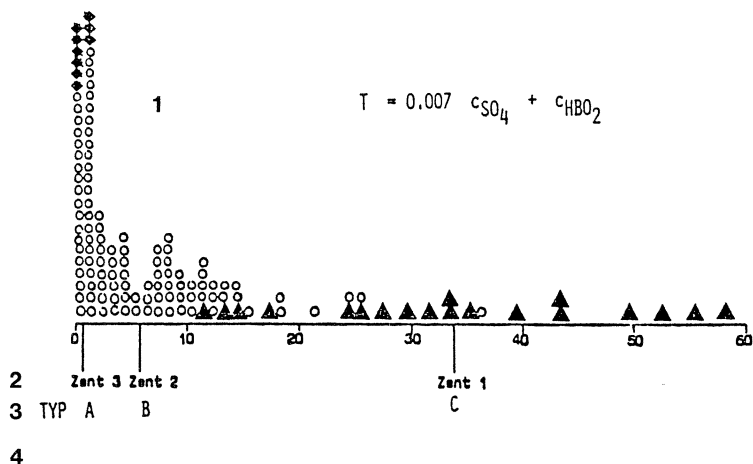 1 T = 0.007 cSO4 + cHBO2
0 10 20 30 40 50 60
2 Zent 3 Zent 2 Zent 1
3 TYP A B C
4